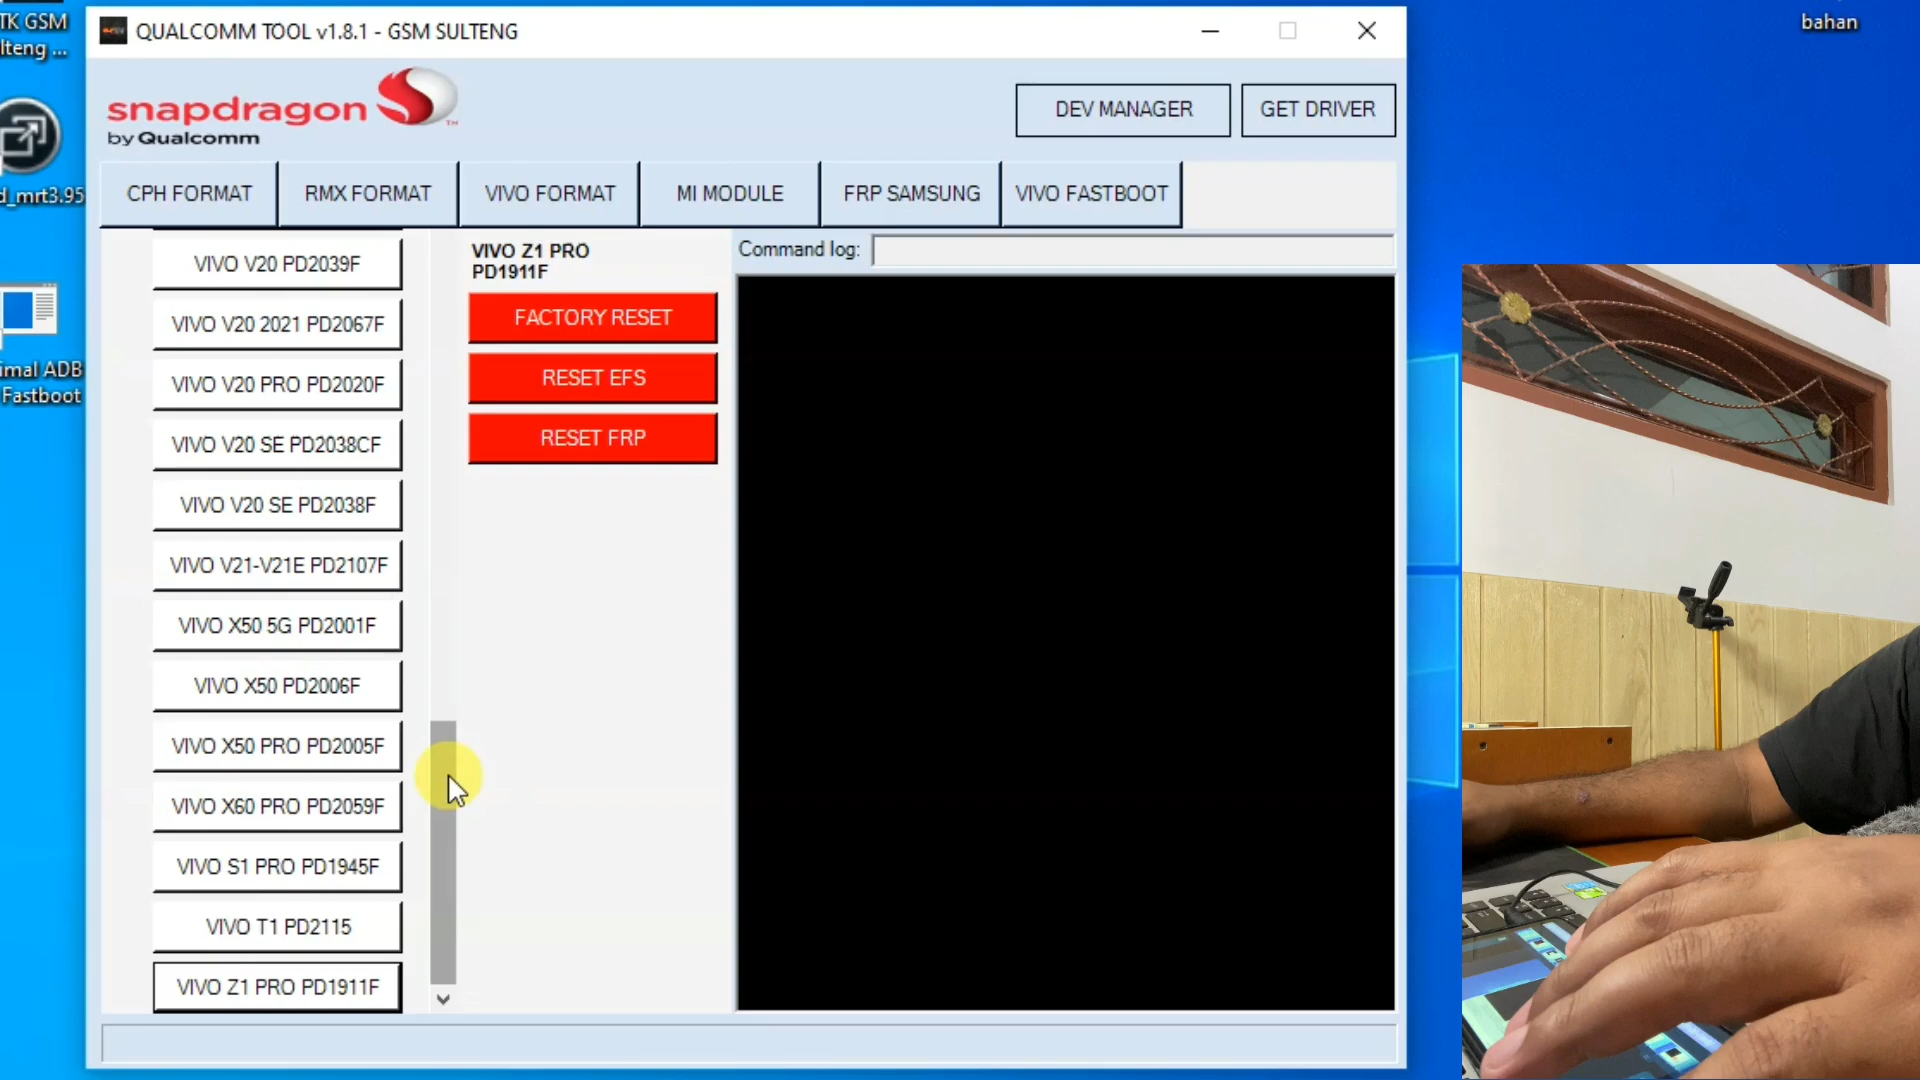 TK GSM
lteng ...
bahan
QUALCOMM TOOL v1.8.1 - GSM SULTENG
snapdragon
by Qualcomm
DEV MANAGER
GET DRIVER
CPH FORMAT
RMX FORMAT
VIVO FORMAT
MI MODULE
FRP SAMSUNG
VIVO FASTBOOT
d_mrt3.95
imal ADB
Fastboot
VIVO V20 PD2039F
VIVO V20 2021 PD2067F
VIVO V20 PRO PD2020F
VIVO V20 SE PD2038CF
VIVO V20 SE PD2038F
VIVO V21-V21E PD2107F
VIVO X50 5G PD2001F
VIVO X50 PD2006F
VIVO X50 PRO PD2005F
VIVO X60 PRO PD2059F
VIVO S1 PRO PD1945F
VIVO T1 PD2115
VIVO Z1 PRO PD1911F
VIVO Z1 PRO
PD1911F
FACTORY RESET
RESET EFS
RESET FRP
Command log: